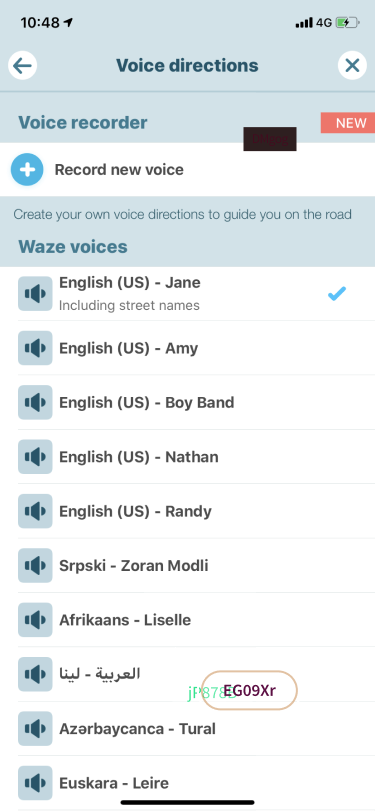 10:48
4G
Voice directions
Voice recorder
NEW
Record new voice
Create your own voice directions to guide you on the road
Waze voices
English (US) - Jane
Including street names
English (US) - Amy
English (US) - Boy Band
English (US) - Nathan
English (US) - Randy
Srpski - Zoran Modli
Afrikaans - Liselle
العربية - لينا
EG09Xr
Azərbaycanca - Tural
Euskara - Leire